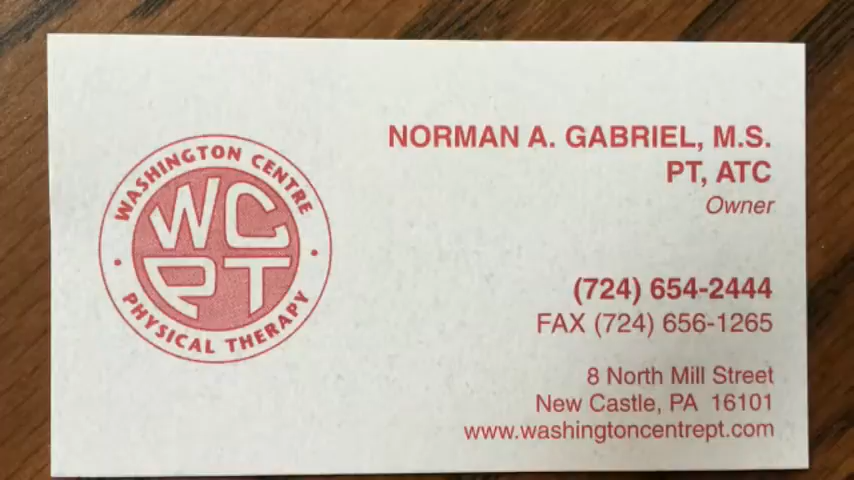 WASHINGTON CENTRE
WC
PT
• PHYSICAL THERAPY •
NORMAN A. GABRIEL, M.S.
PT, ATC
Owner
(724) 654-2444
FAX (724) 656-1265
8 North Mill Street
New Castle, PA 16101
www.washingtoncentrept.com